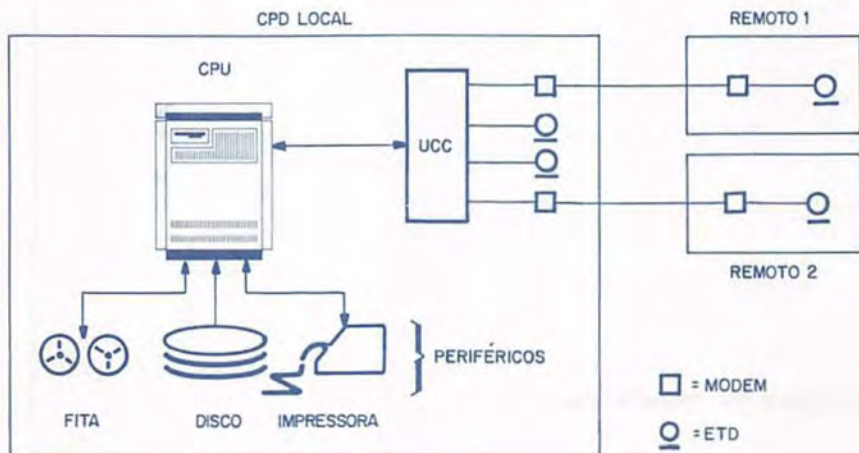 CPD LOCAL
REMOTO 1
CPU
UCC
REMOTO 2
PERIFÉRICOS
FITA
DISCO
IMPRESSORA
= MODEM
= ETD